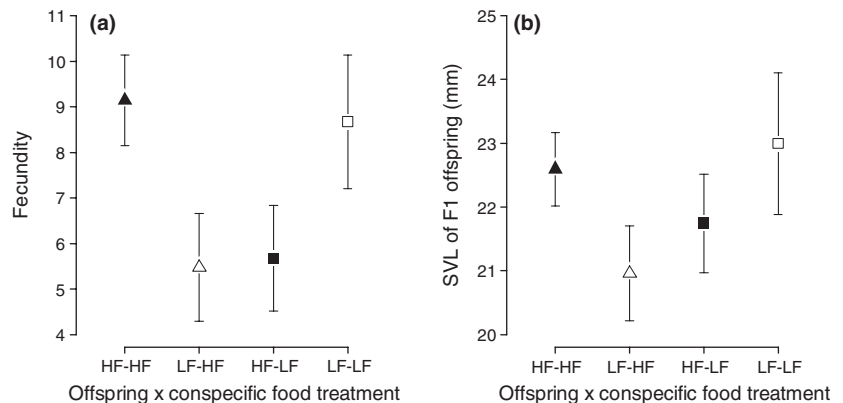 (a)
11
10
9
8
7
6
5
4
Fecundity
HF-HF LF-HF HF-LF LF-LF
Offspring x conspecific food treatment
(b)
25
24
23
22
21
20
SVL of F1 offspring (mm)
HF-HF LF-HF HF-LF LF-LF
Offspring x conspecific food treatment